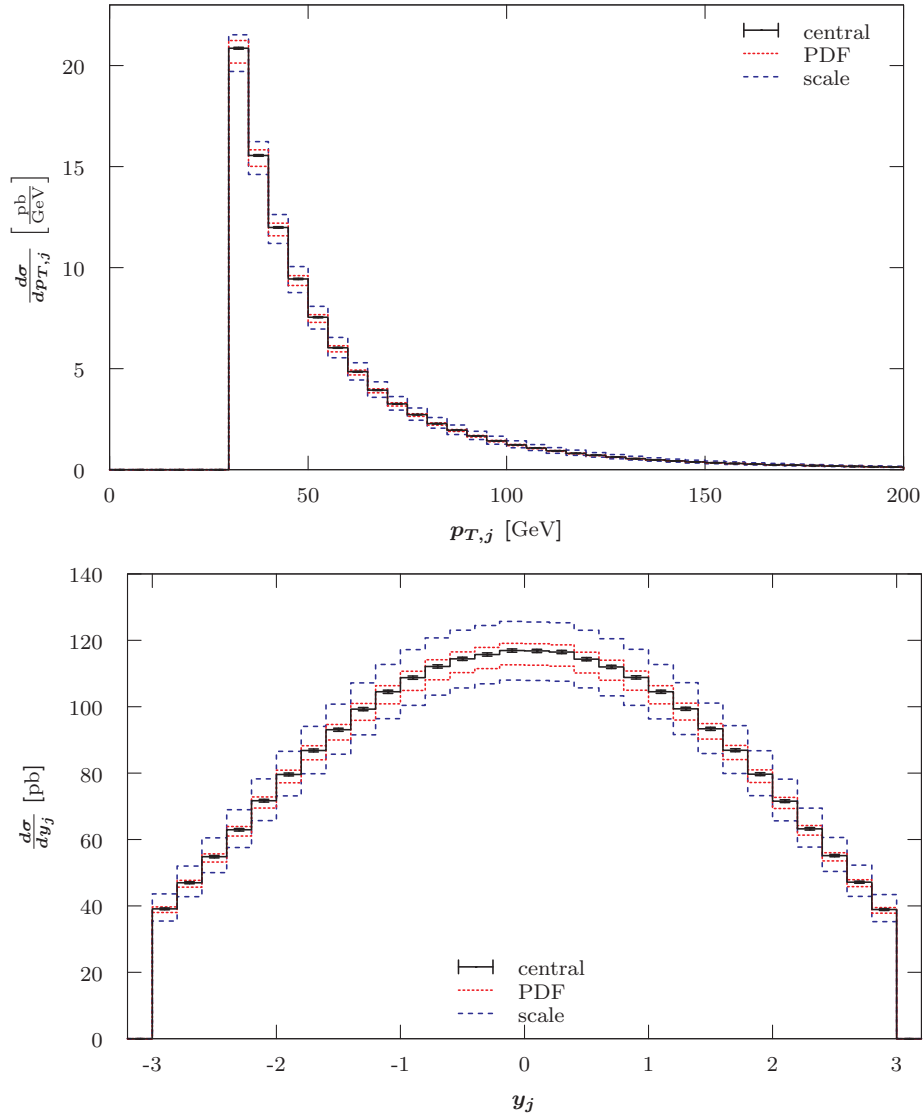 central
PDF
scale
20
15
10
5
0
dσ/dp_{T,j} [pb/GeV]
0 50 100 150 200
p_{T,j} [GeV]
140
120
100
80
60
40
20
0
dσ/dy_j [pb]
central
PDF
scale
-3 -2 -1 0 1 2 3
y_j